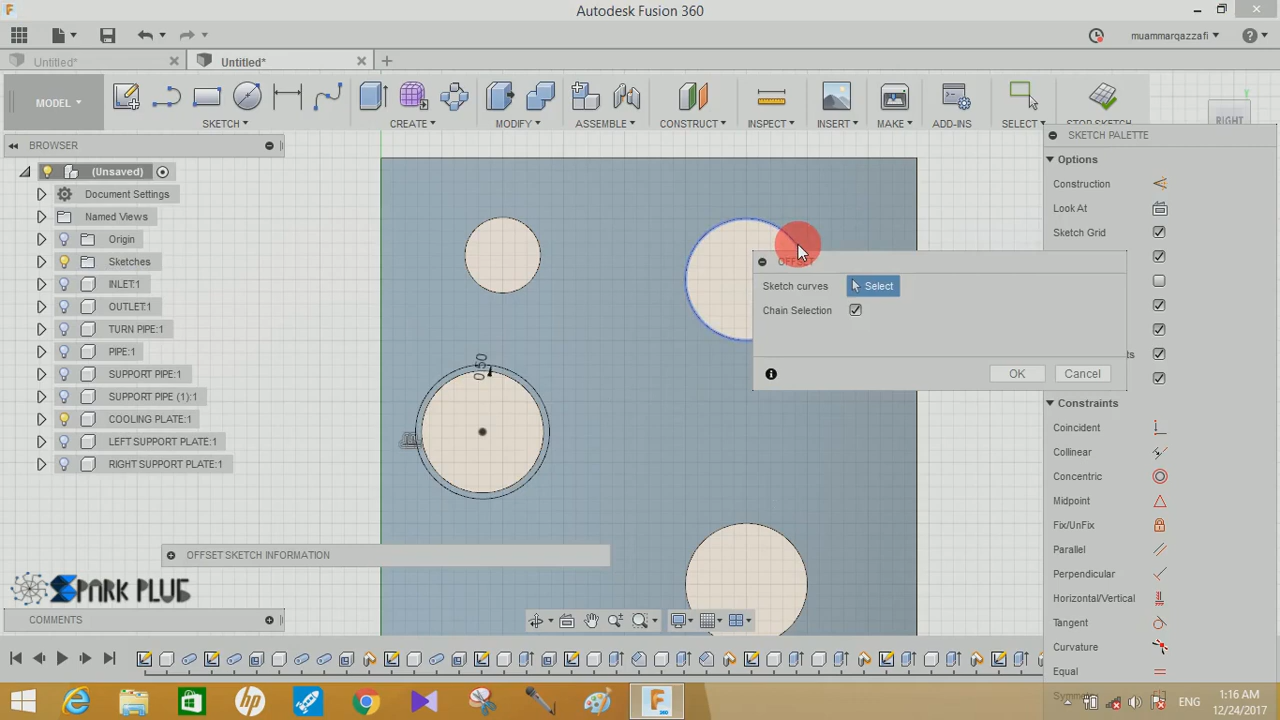 Autodesk Fusion 360
muammarqazzafi
Untitled*
Untitled*
MODEL
SKETCH
CREATE
MODIFY
ASSEMBLE
CONSTRUCT
INSPECT
INSERT
MAKE
ADD-INS
SELECT
STOP SKETCH
RIGHT
BROWSER
SKETCH PALETTE
(Unsaved)
Document Settings
Named Views
Origin
Sketches
INLET:1
OUTLET:1
TURN PIPE:1
PIPE:1
SUPPORT PIPE:1
SUPPORT PIPE (1):1
COOLING PLATE:1
LEFT SUPPORT PLATE:1
RIGHT SUPPORT PLATE:1
Options
Construction
Look At
Sketch Grid
OFFSET
Sketch curves
Select
Chain Selection
OK
Cancel
0.50
Constraints
Coincident
Collinear
Concentric
Midpoint
Fix/UnFix
Parallel
Perpendicular
Horizontal/Vertical
Tangent
Curvature
Equal
OFFSET SKETCH INFORMATION
SPARK PLUG
COMMENTS
ENG
1:16 AM
12/24/2017